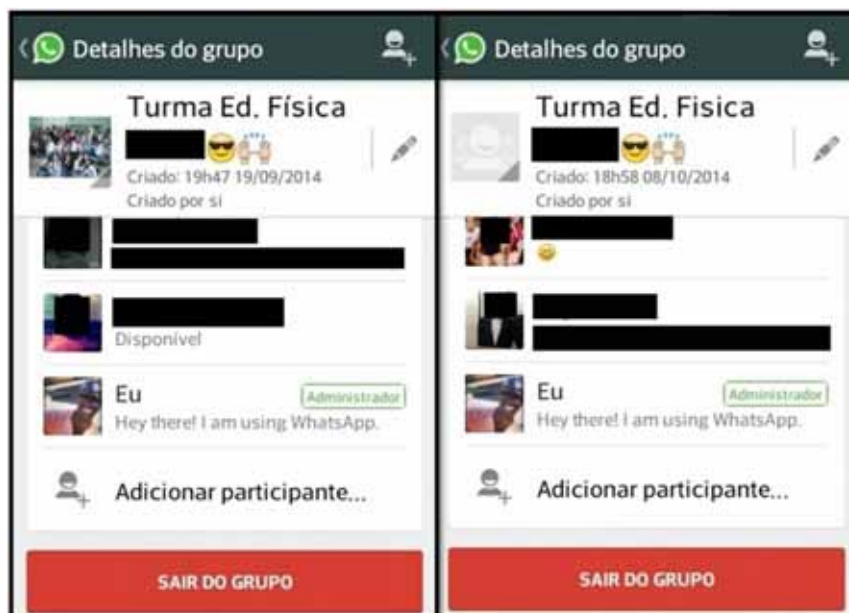 Detalhes do grupo
Turma Ed. Física
😎🙌
Criado: 19h47 19/09/2014
Criado por si
Disponível
Eu
Administrador
Hey there! I am using WhatsApp.
Adicionar participante...
SAIR DO GRUPO
Detalhes do grupo
Turma Ed. Fisica
😎🙌
Criado: 18h58 08/10/2014
Criado por si
Eu
Administrador
Hey there! I am using WhatsApp.
Adicionar participante...
SAIR DO GRUPO